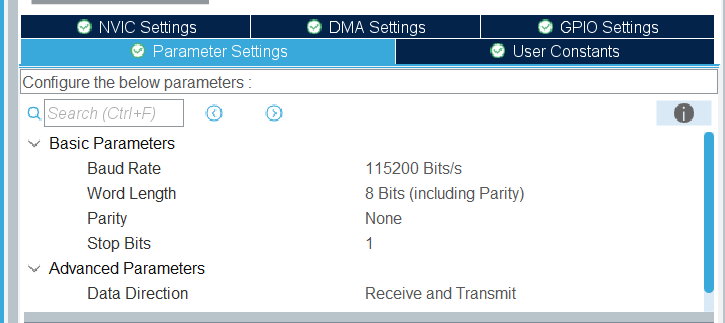 NVIC Settings DMA Settings GPIO Settings
Parameter Settings User Constants
Configure the below parameters :
Search (Ctrl+F)
Basic Parameters
Baud Rate 115200 Bits/s
Word Length 8 Bits (including Parity)
Parity None
Stop Bits 1
Advanced Parameters
Data Direction Receive and Transmit